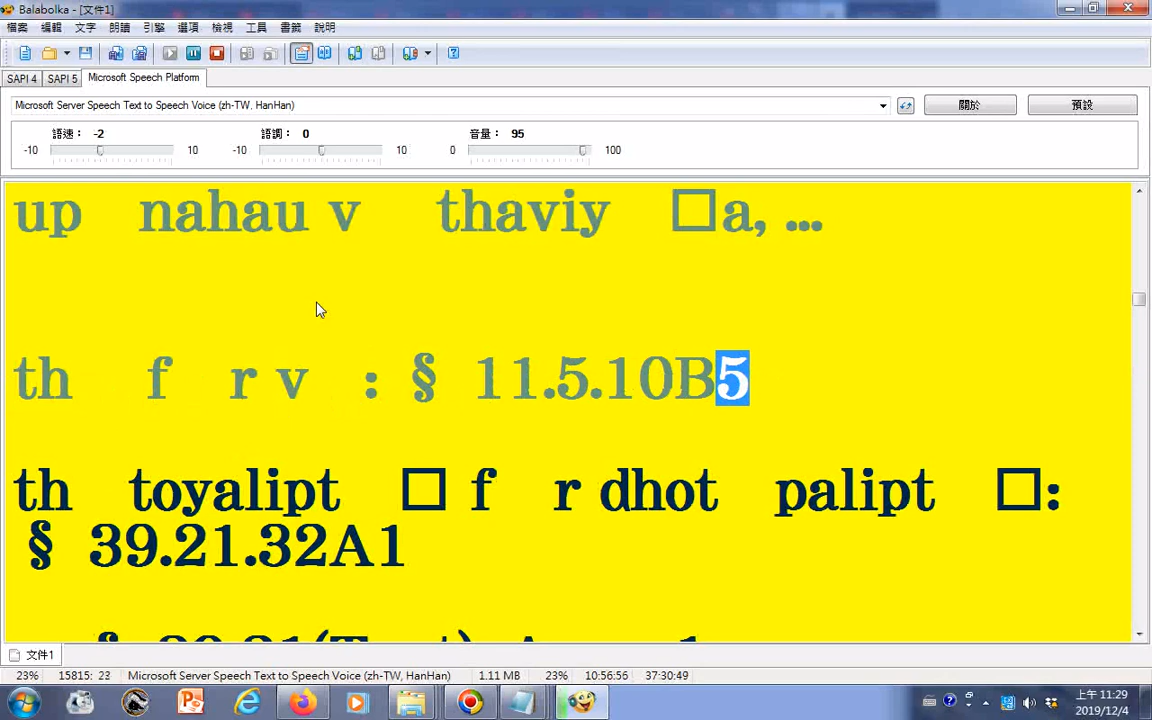 Balabolka - [文件1]
檔案 編輯 文字 朗讀 引擎 選項 檢視 工具 書籤 說明
SAPI 4 SAPI 5 Microsoft Speech Platform
Microsoft Server Speech Text to Speech Voice (zh-TW, HanHan) 關於 預設
語速： -2 語調： 0 音量： 95
-10 10 -10 10 0 100
up nahau v thaviy □a, ...
th f r v : § 11.5.10B5
th toyalipt □ f r dhot palipt □:
§ 39.21.32A1
文件1
23% 15815: 23 Microsoft Server Speech Text to Speech Voice (zh-TW, HanHan) 1.11 MB 23% 10:56:56 37:30:49
上午 11:29
2019/12/4